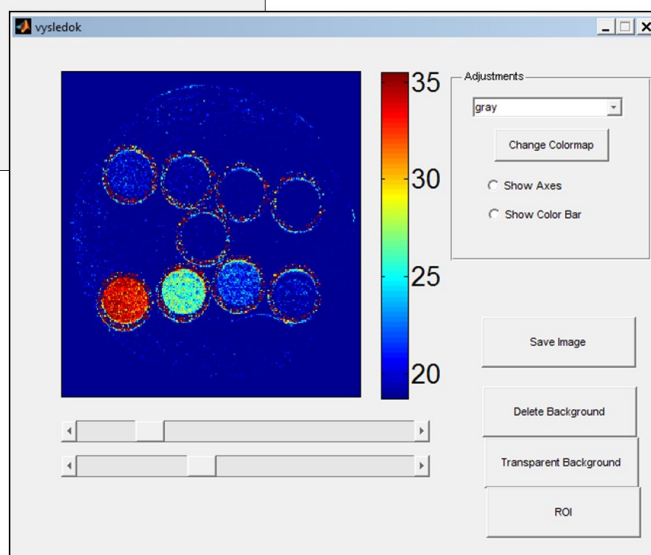 vysledok
35
30
25
20
Adjustments
gray
Change Colormap
Show Axes
Show Color Bar
Save Image
Delete Background
Transparent Background
ROI